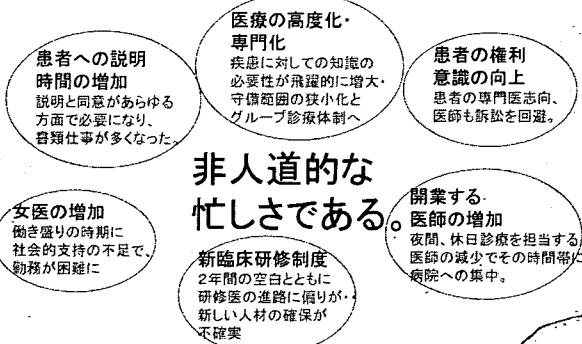 医療の高度化・
専門化
疾患に対しての知識の
必要性が飛躍的に増大・
守備範囲の狭小化と
グループ診療体制へ
患者への説明
時間の増加
説明と同意があらゆる
方面で必要になり、
書類仕事が多くなった。
患者の権利
意識の向上
患者の専門医志向、
医師も訴訟を回避。
非人道的な
忙しさである。
女医の増加
働き盛りの時期に
社会的支持の不足で、
勤務が困難に
新臨床研修制度
2年間の空白とともに
研修医の進路に偏りが・
新しい人材の確保が
不確実
開業する
医師の増加
夜間、休日診療を担当する
医師の減少でその時間帯に
病院への集中。